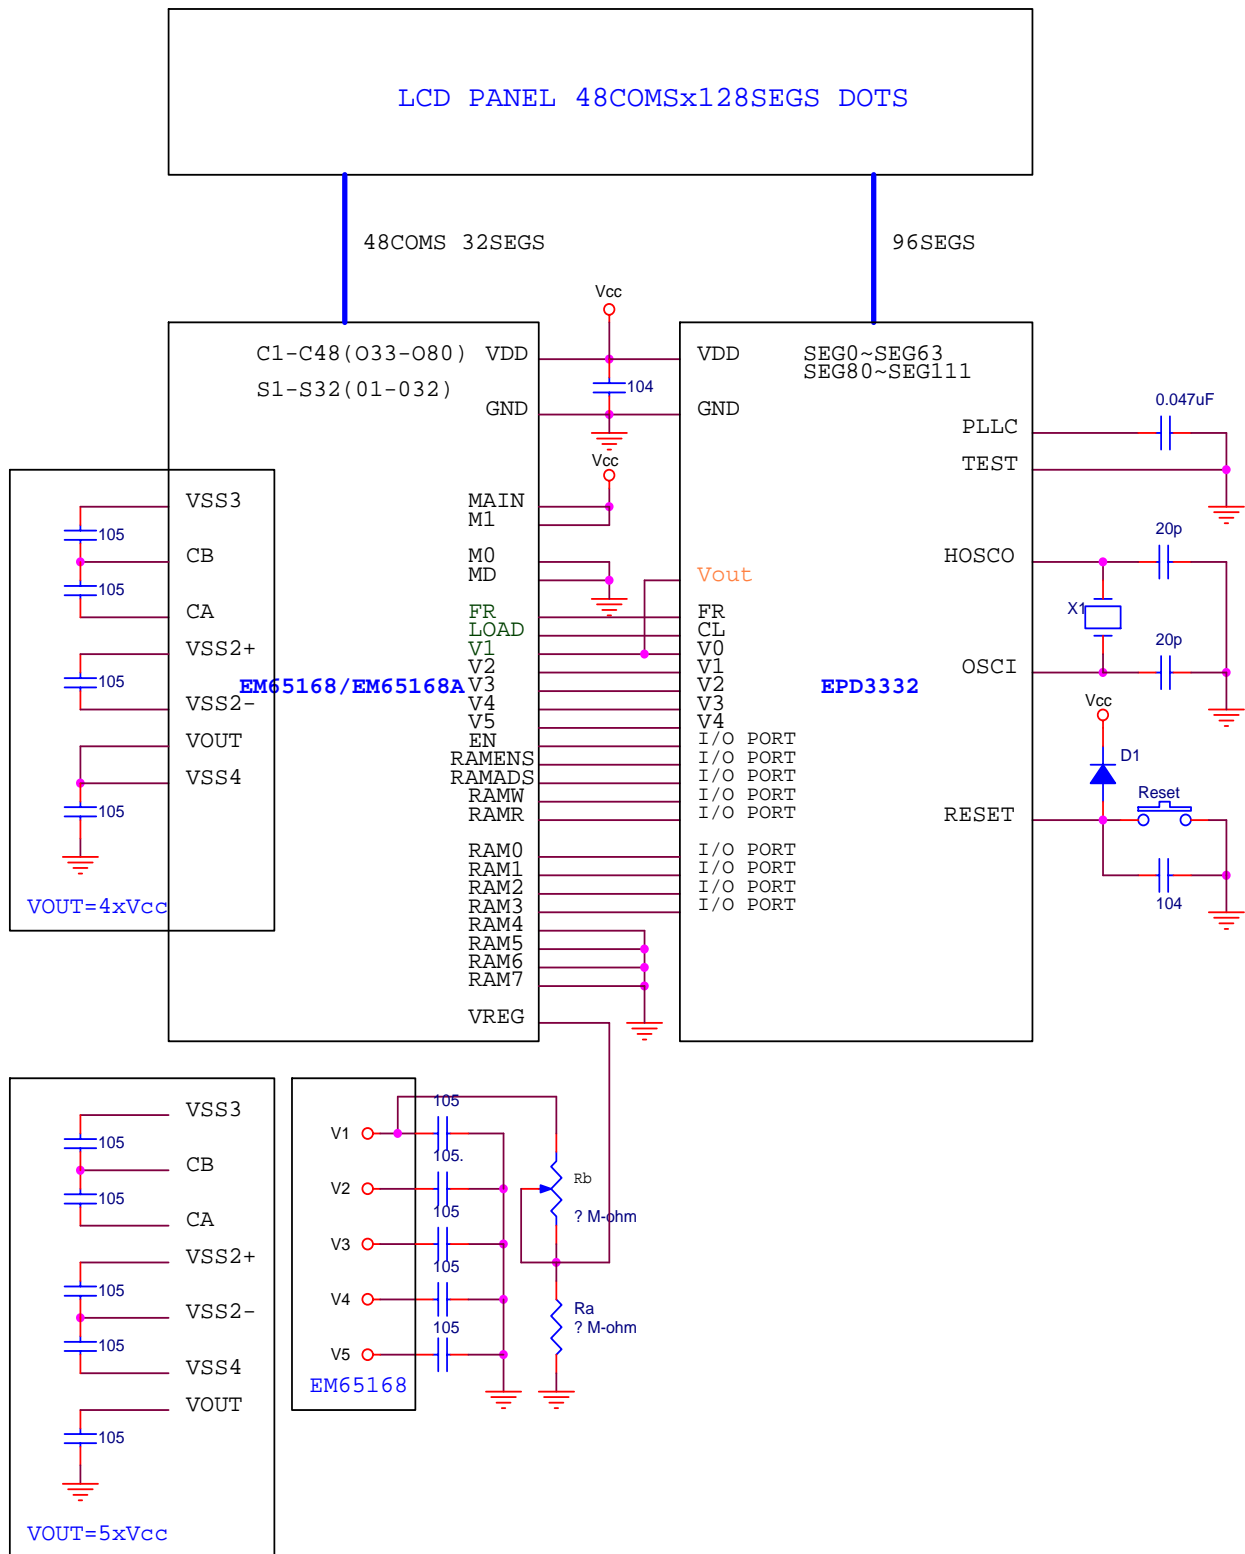 LCD PANEL 48COMSx128SEGS DOTS
48COMS 32SEGS
96SEGS
Vcc
C1-C48(O33-O80)
S1-S32(01-032)
VDD
GND
104
VDD
GND
SEG0~SEG63
SEG80~SEG111
PLLC
TEST
0.047uF
Vcc
MAIN
M1
M0
MD
FR
LOAD
V1
V2
V3
V4
V5
EN
RAMENS
RAMADS
RAMW
RAMR
RAM0
RAM1
RAM2
RAM3
RAM4
RAM5
RAM6
RAM7
VREG
EM65168/EM65168A
VSS3
105
CB
105
CA
VSS2+
105
VSS2-
VOUT
VSS4
105
VOUT=4xVcc
Vout
FR
CL
V0
V1
V2
V3
V4
I/O PORT
I/O PORT
I/O PORT
I/O PORT
I/O PORT
I/O PORT
I/O PORT
I/O PORT
I/O PORT
EPD3332
HOSCO
20p
X1
OSCI
20p
Vcc
D1
Reset
RESET
104
VSS3
105
CB
105
CA
VSS2+
105
VSS2-
105
VSS4
VOUT
105
VOUT=5xVcc
V1
105
V2
105.
V3
105
V4
105
V5
105
EM65168
Rb
? M-ohm
Ra
? M-ohm